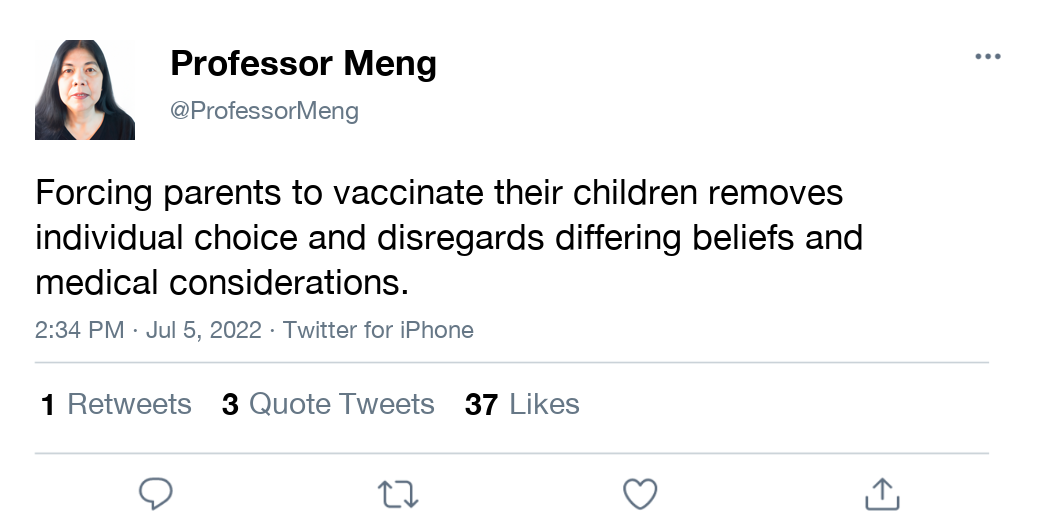 Professor Meng
@ProfessorMeng
Forcing parents to vaccinate their children removes
individual choice and disregards differing beliefs and
medical considerations.
2:34 PM · Jul 5, 2022 · Twitter for iPhone
1 Retweets 3 Quote Tweets 37 Likes